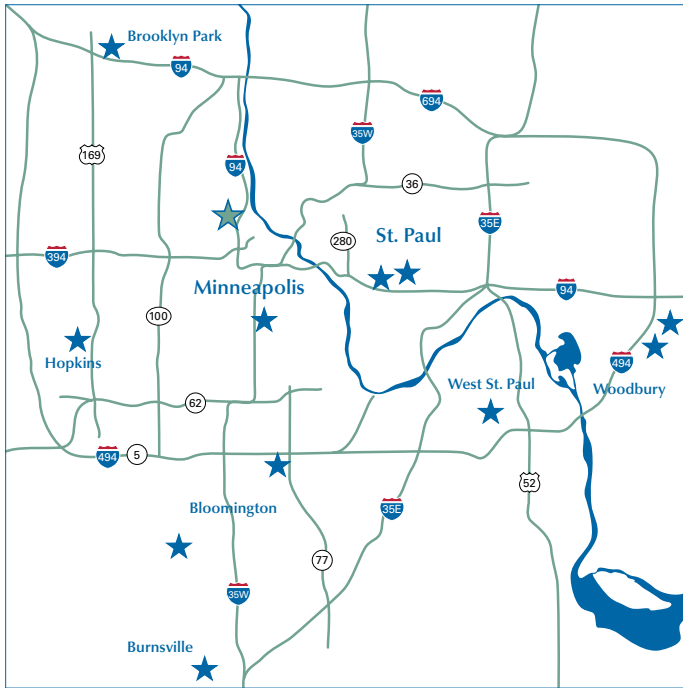 Brooklyn Park
94
694
35W
169
94
36
35E
280
St. Paul
394
Minneapolis
94
100
Hopkins
494
Woodbury
West St. Paul
62
494
5
52
Bloomington
35E
77
35W
Burnsville